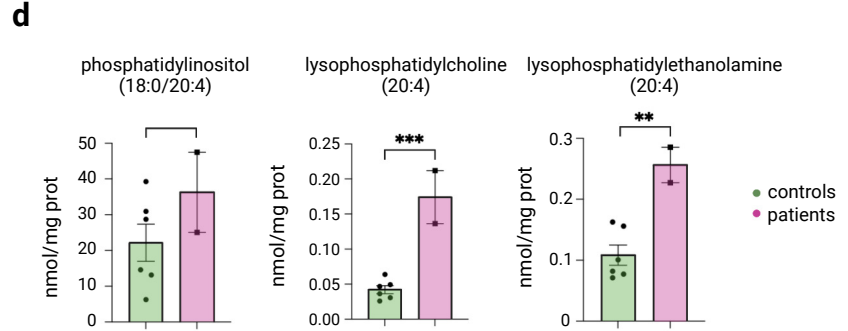 d
phosphatidylinositol
(18:0/20:4)
nmol/mg prot
50
40
30
20
10
0
lysophosphatidylcholine
(20:4)
nmol/mg prot
0.25
0.20
0.15
0.10
0.05
0.00
***
lysophosphatidylethanolamine
(20:4)
nmol/mg prot
0.3
0.2
0.1
0
**
controls
patients